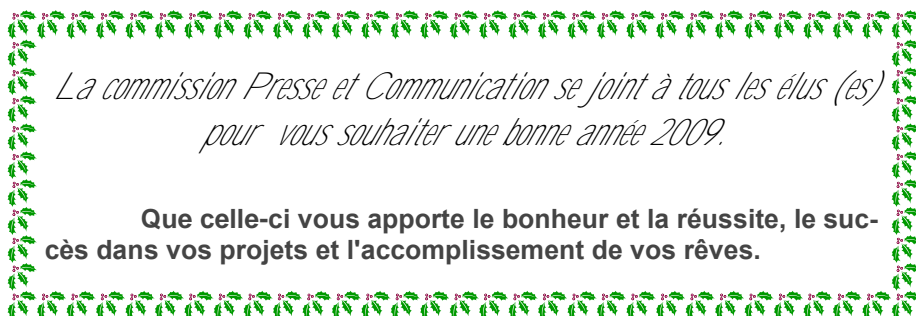 La commission Presse et Communication se joint à tous les élus (es)
pour vous souhaiter une bonne année 2009.
Que celle-ci vous apporte le bonheur et la réussite, le suc-
cès dans vos projets et l'accomplissement de vos rêves.